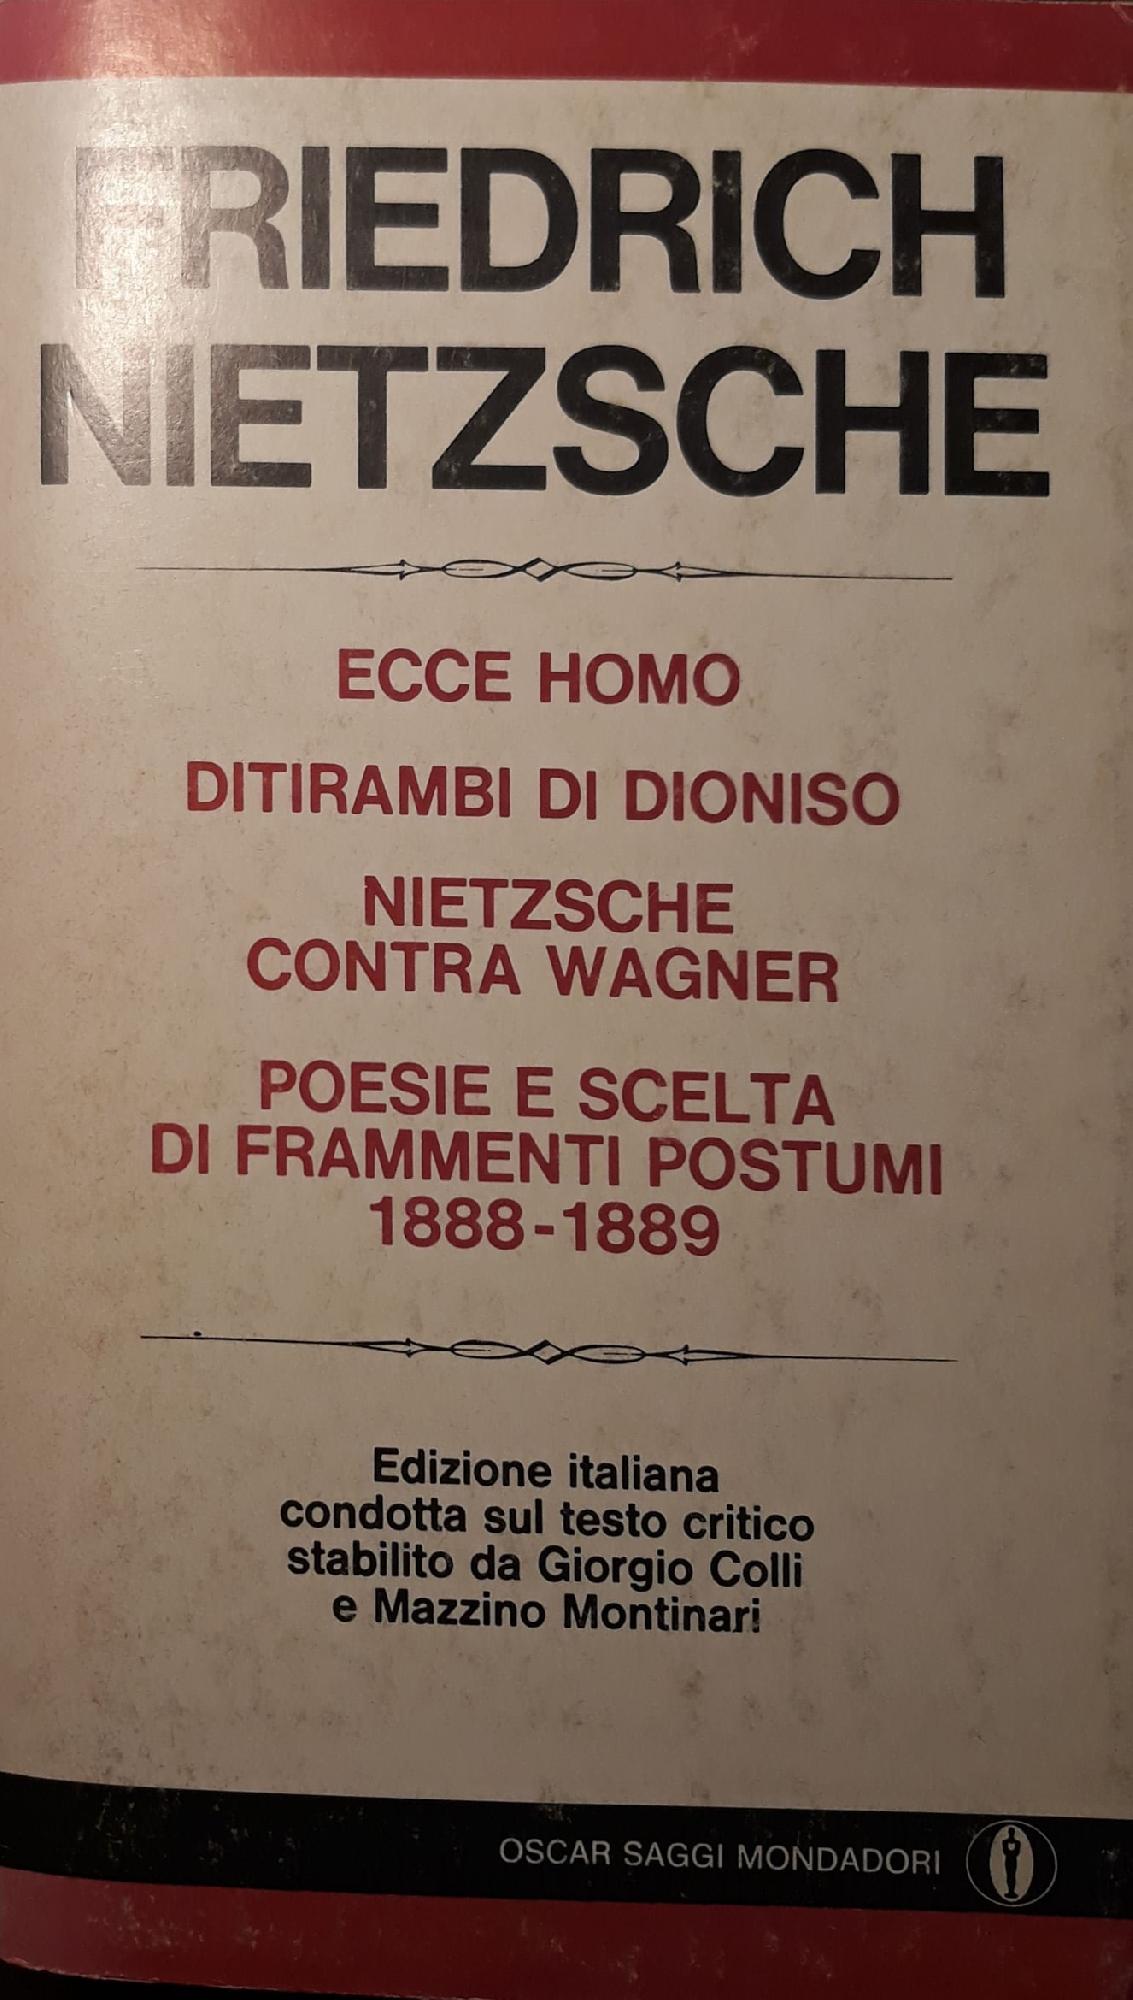 FRIEDRICH
NIETZSCHE
ECCE HOMO
DITIRAMBI DI DIONISO
NIETZSCHE
CONTRA WAGNER
POESIE E SCELTA
DI FRAMMENTI POSTUMI
1888-1889
Edizione italiana
condotta sul testo critico
stabilito da Giorgio Colli
e Mazzino Montinari
OSCAR SAGGI MONDADORI